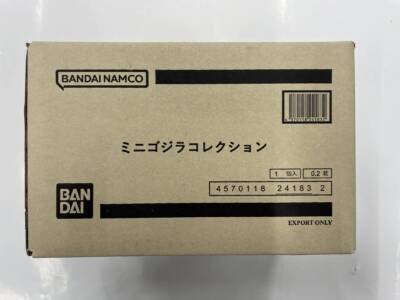 BANDAI NAMCO
ミニゴジラコレクション
1 個入 0.2 粍
4570118 24183 2
BAN
DAI
EXPORT ONLY